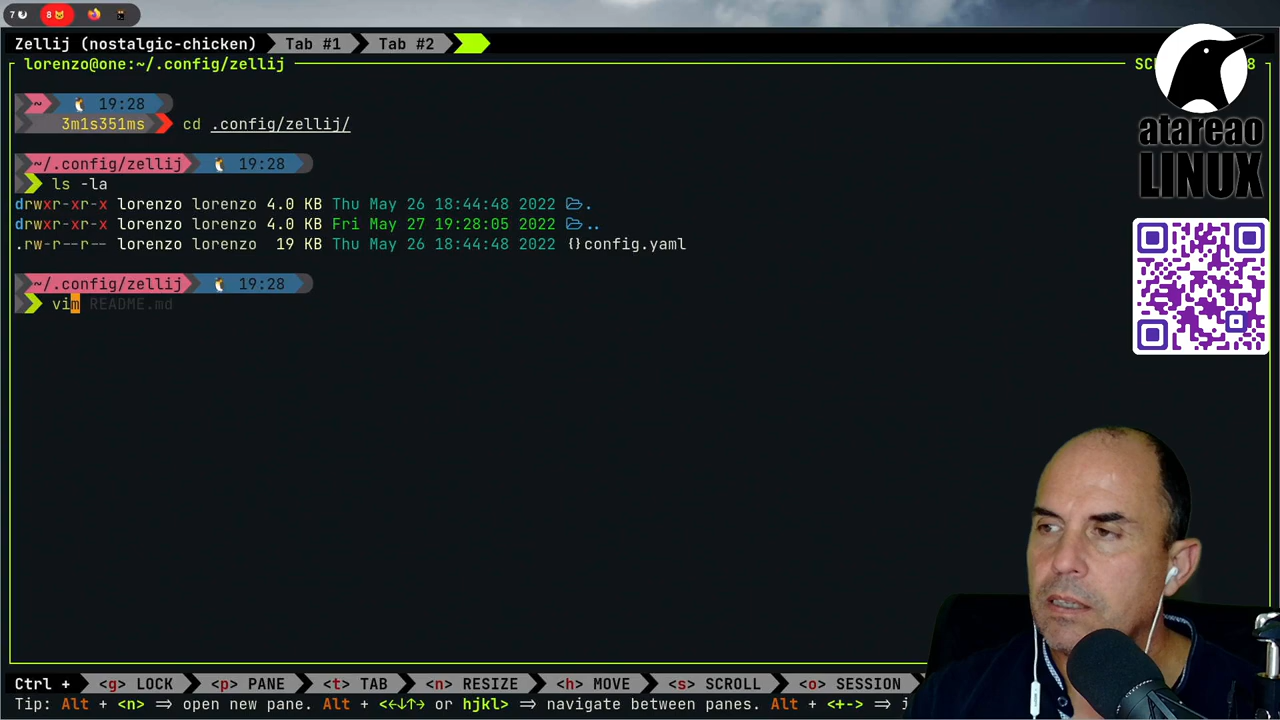 7 8
Zellij (nostalgic-chicken) Tab #1 Tab #2
lorenzo@one:~/.config/zellij
~ 19:28
3m1s351ms cd .config/zellij/
~/.config/zellij 19:28
ls -la
drwxr-xr-x lorenzo lorenzo 4.0 KB Thu May 26 18:44:48 2022 .
drwxr-xr-x lorenzo lorenzo 4.0 KB Fri May 27 19:28:05 2022 ..
.rw-r--r-- lorenzo lorenzo 19 KB Thu May 26 18:44:48 2022 {}config.yaml
~/.config/zellij 19:28
vim README.md
atareao
LINUX
Ctrl + <g> LOCK <p> PANE <t> TAB <n> RESIZE <h> MOVE <s> SCROLL <o> SESSION
Tip: Alt + <n> => open new pane. Alt + <←↓↑→> or hjkl> => navigate between panes. Alt + <+->  =>